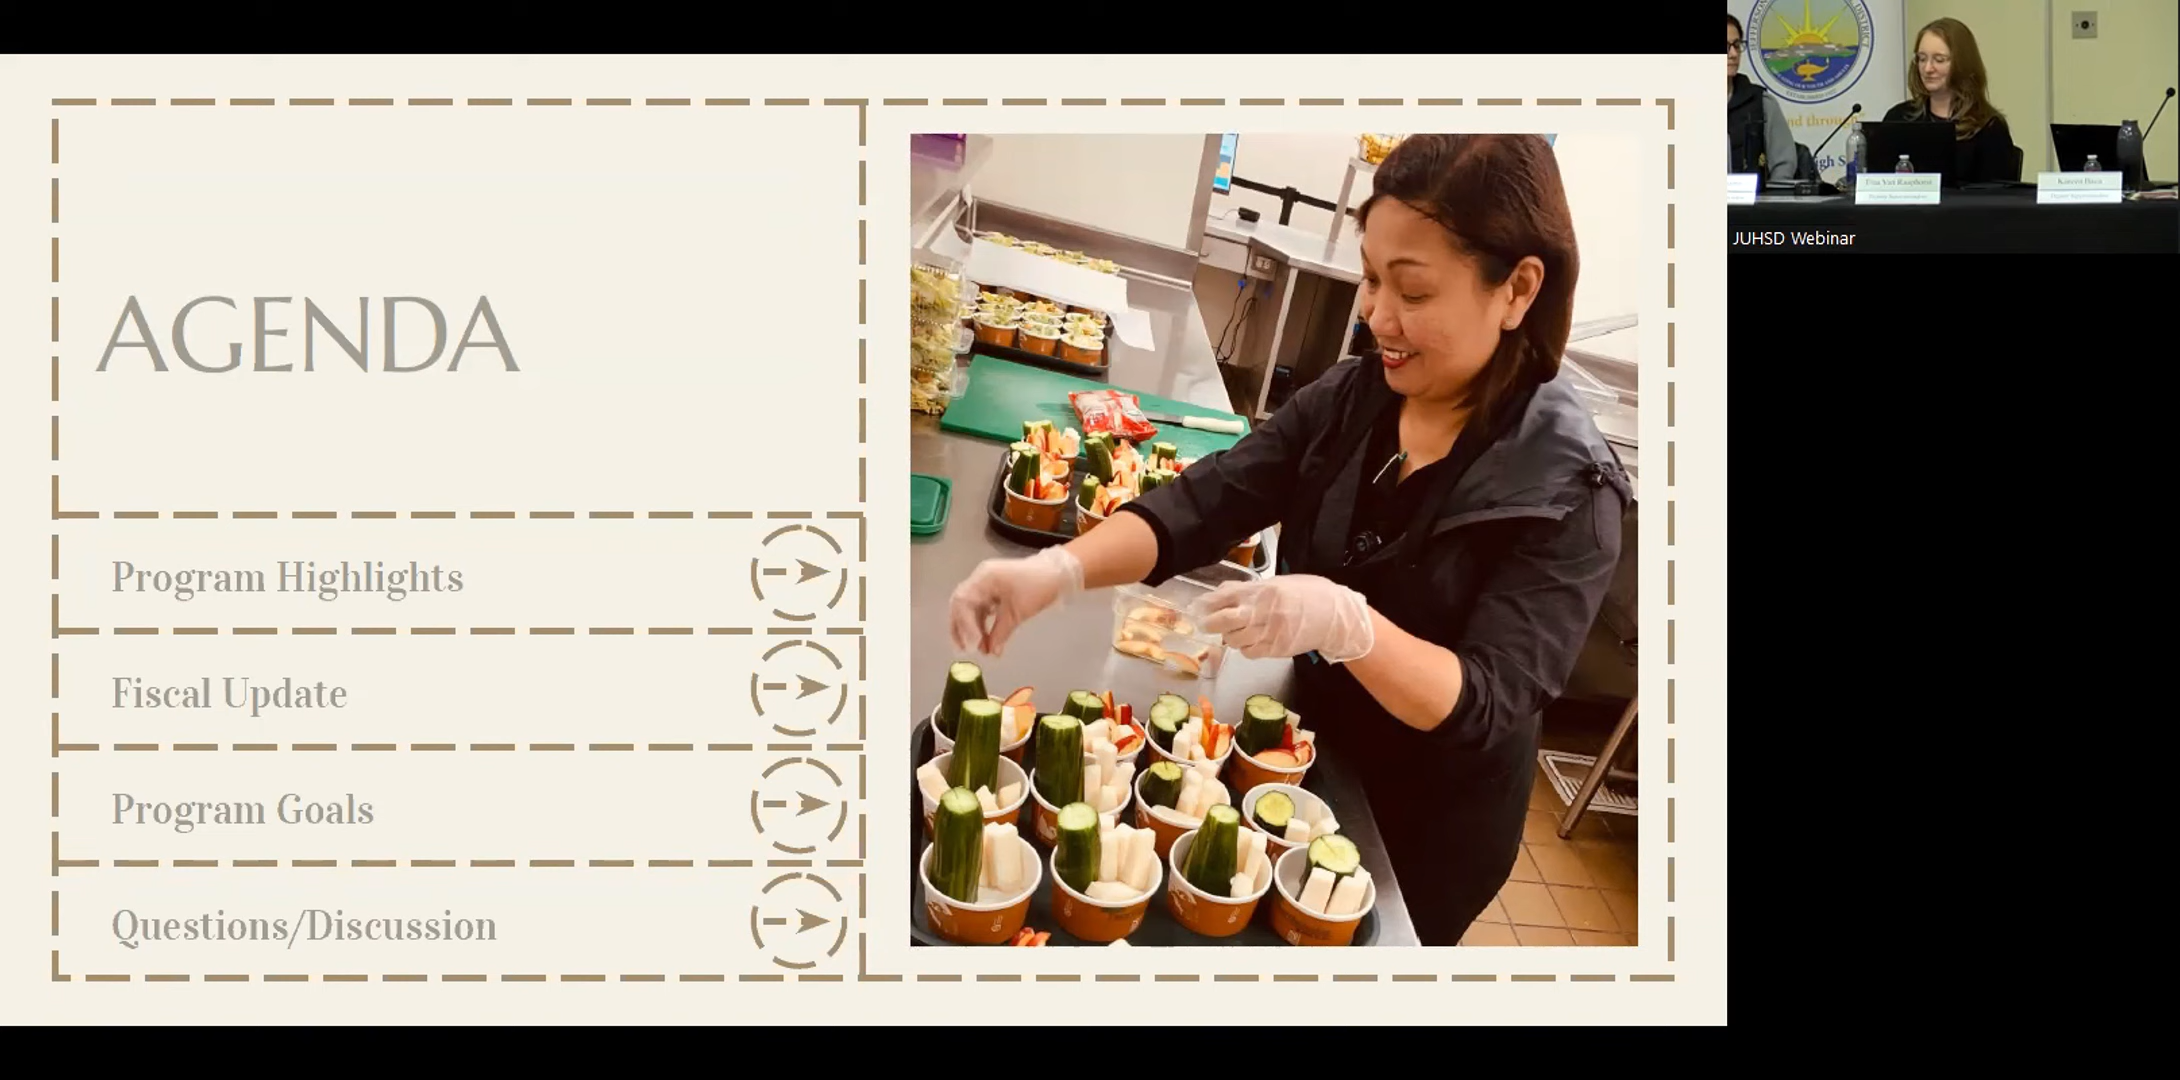 AGENDA
Program Highlights
Fiscal Update
Program Goals
Questions/Discussion
JUHSD Webinar